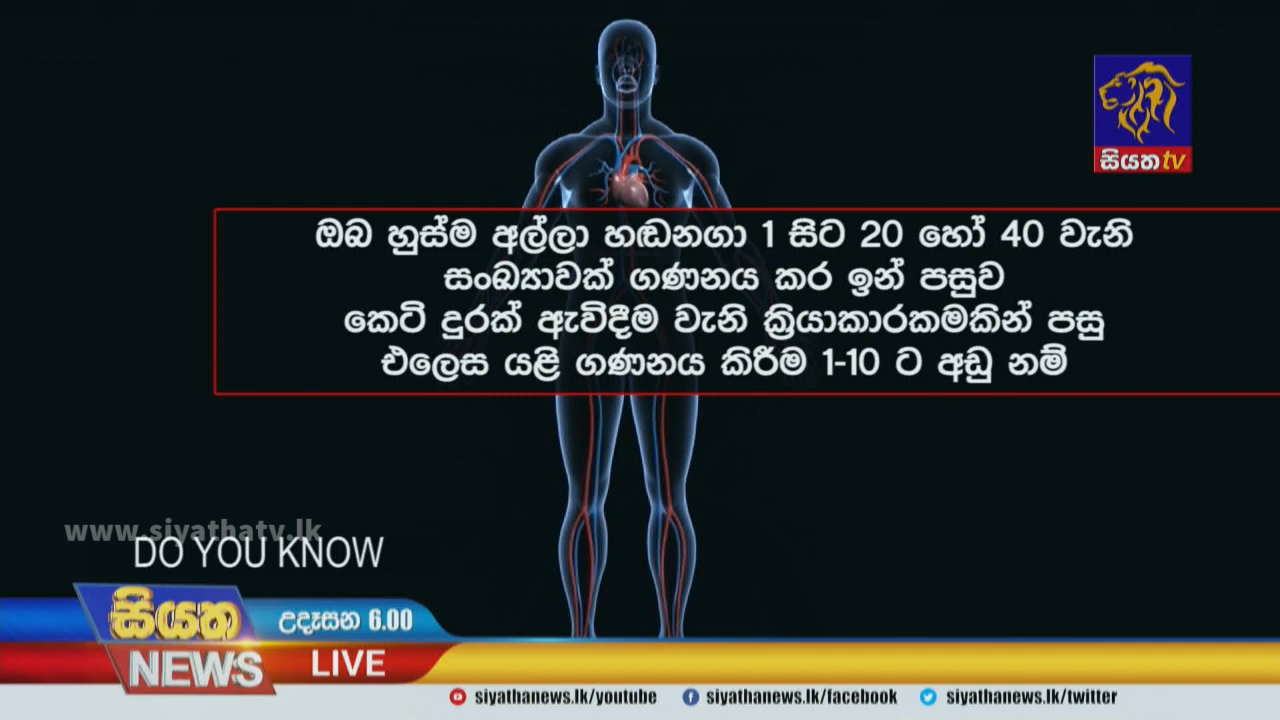 සියත tv
ඔබ හුස්ම අල්ලා හඬනගා 1 සිට 20 හෝ 40 වැනි
සංඛ්‍යාවක් ගණනය කර ඉන් පසුව
කෙටි දුරක් ඇවිදීම වැනි ක්‍රියාකාරකමකින් පසු
එලෙස යළි ගණනය කිරීම 1-10 ට අඩු නම්
www.siyathatv.lk
DO YOU KNOW
සියත උදෑසන 6.00
NEWS LIVE
siyathanews.lk/youtube siyathanews.lk/facebook siyathanews.lk/twitter